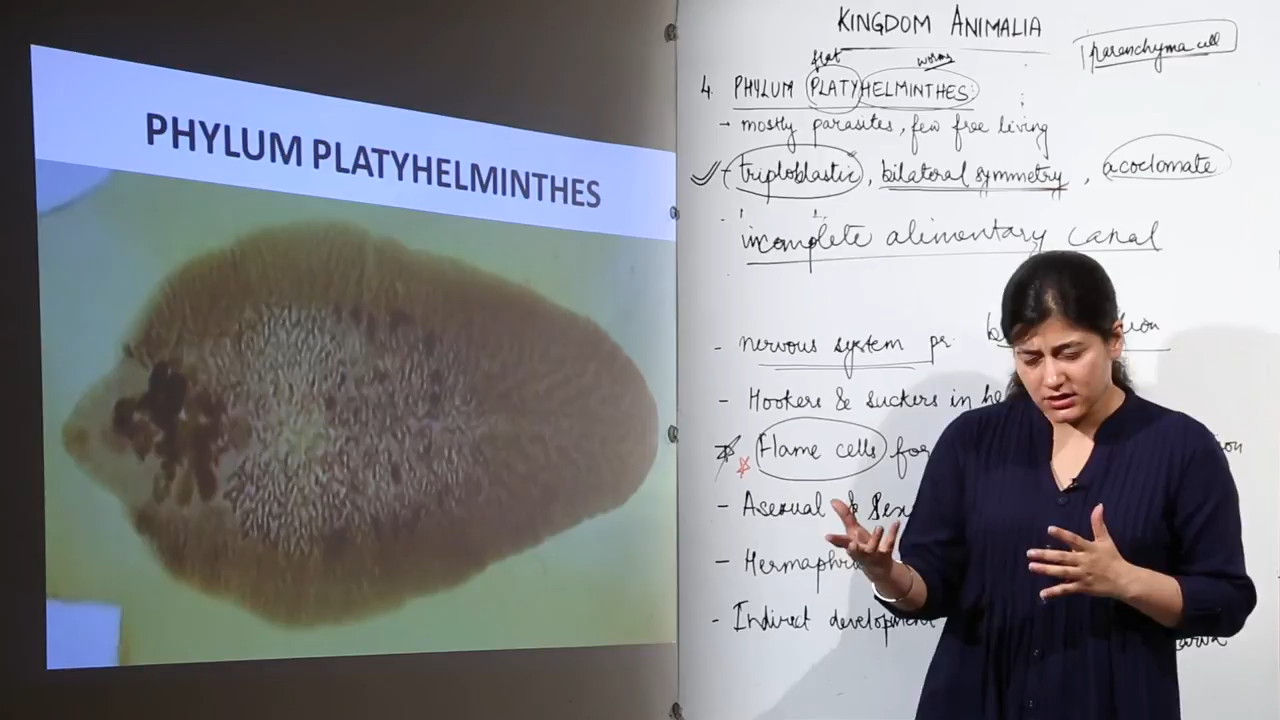 PHYLUM PLATYHELMINTHES
KINGDOM ANIMALIA
parenchyma cell
flat worms
4. PHYLUM PLATYHELMINTHES:
→ mostly parasites, few free living
triploblastic, bilateral symmetry, acoelomate
incomplete alimentary canal
- nervous system
- Hookers & suckers in
Flame cells for
- Asexual &
-
- Indirect development